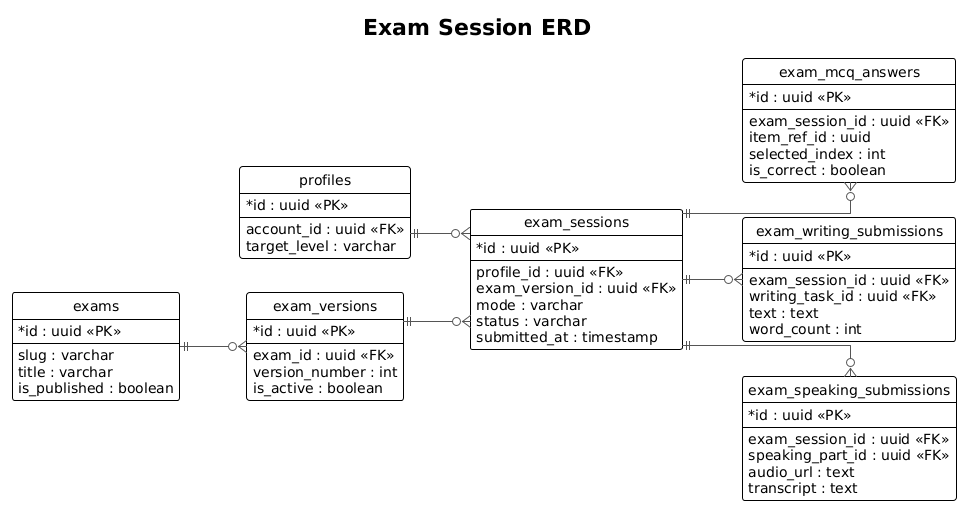 Exam Session ERD
exam_mcq_answers
*id : uuid «PK»
exam_session_id : uuid «FK»
item_ref_id : uuid
selected_index : int
is_correct : boolean
profiles
*id : uuid «PK»
account_id : uuid «FK»
target_level : varchar
exam_sessions
*id : uuid «PK»
profile_id : uuid «FK»
exam_version_id : uuid «FK»
mode : varchar
status : varchar
submitted_at : timestamp
exam_writing_submissions
*id : uuid «PK»
exam_session_id : uuid «FK»
writing_task_id : uuid «FK»
text : text
word_count : int
exams
*id : uuid «PK»
slug : varchar
title : varchar
is_published : boolean
exam_versions
*id : uuid «PK»
exam_id : uuid «FK»
version_number : int
is_active : boolean
exam_speaking_submissions
*id : uuid «PK»
exam_session_id : uuid «FK»
speaking_part_id : uuid «FK»
audio_url : text
transcript : text